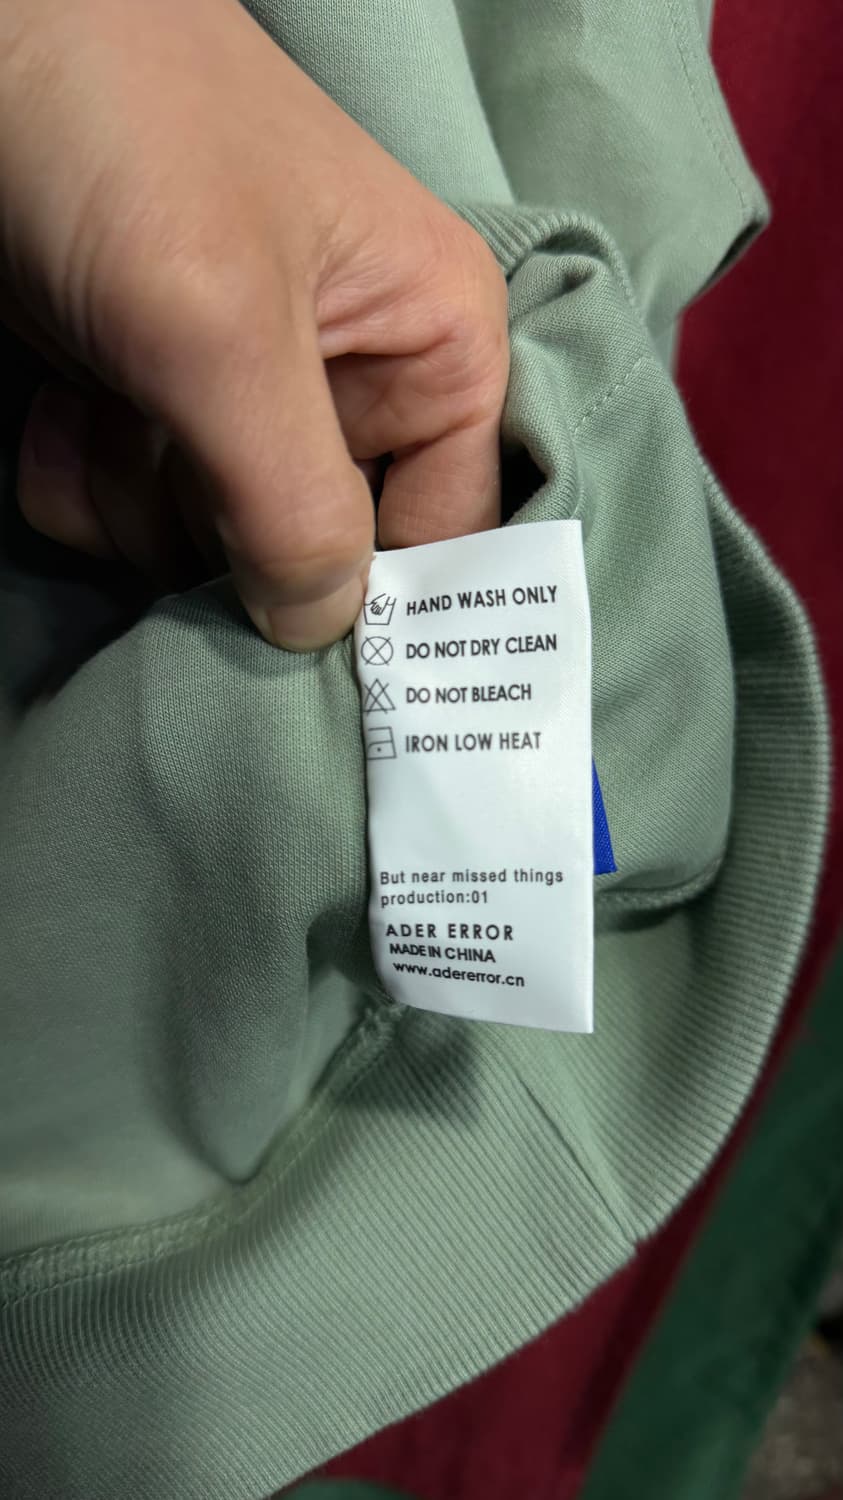 HAND WASH ONLY
DO NOT DRY CLEAN
DO NOT BLEACH
IRON LOW HEAT
But near missed things
production:01
ADER ERROR
MADE IN CHINA
www.adererror.cn